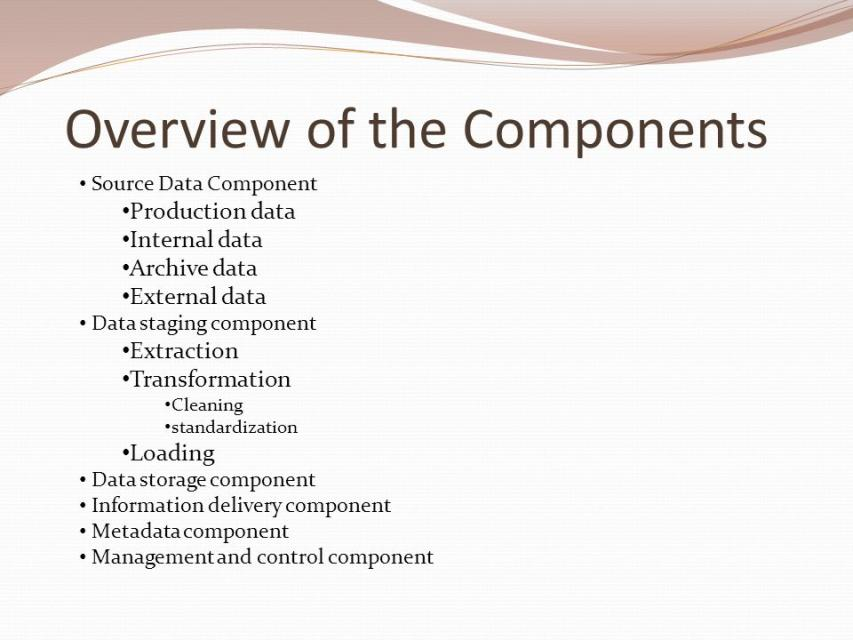 Overview of the Components
• Source Data Component
•Production data
•Internal data
•Archive data
•External data
• Data staging component
•Extraction
•Transformation
•Cleaning
•standardization
•Loading
• Data storage component
• Information delivery component
• Metadata component
• Management and control component